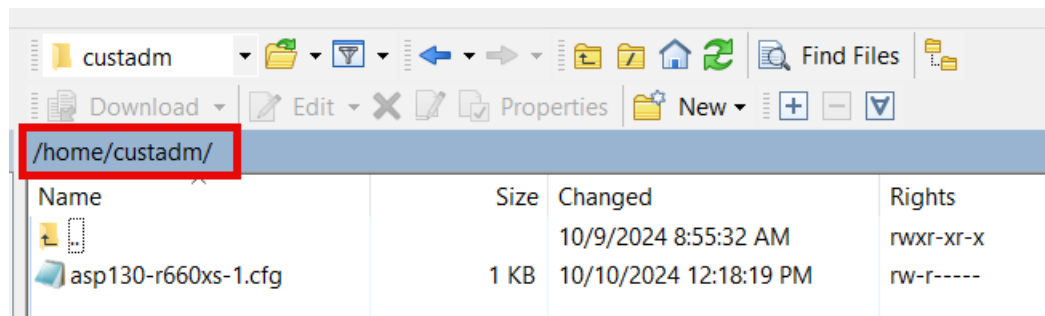 custadm Find Files
Download Edit Properties New
/home/custadm/
Name Size Changed Rights
.. 10/9/2024 8:55:32 AM rwxr-xr-x
asp130-r660xs-1.cfg 1 KB 10/10/2024 12:18:19 PM rw-r-----